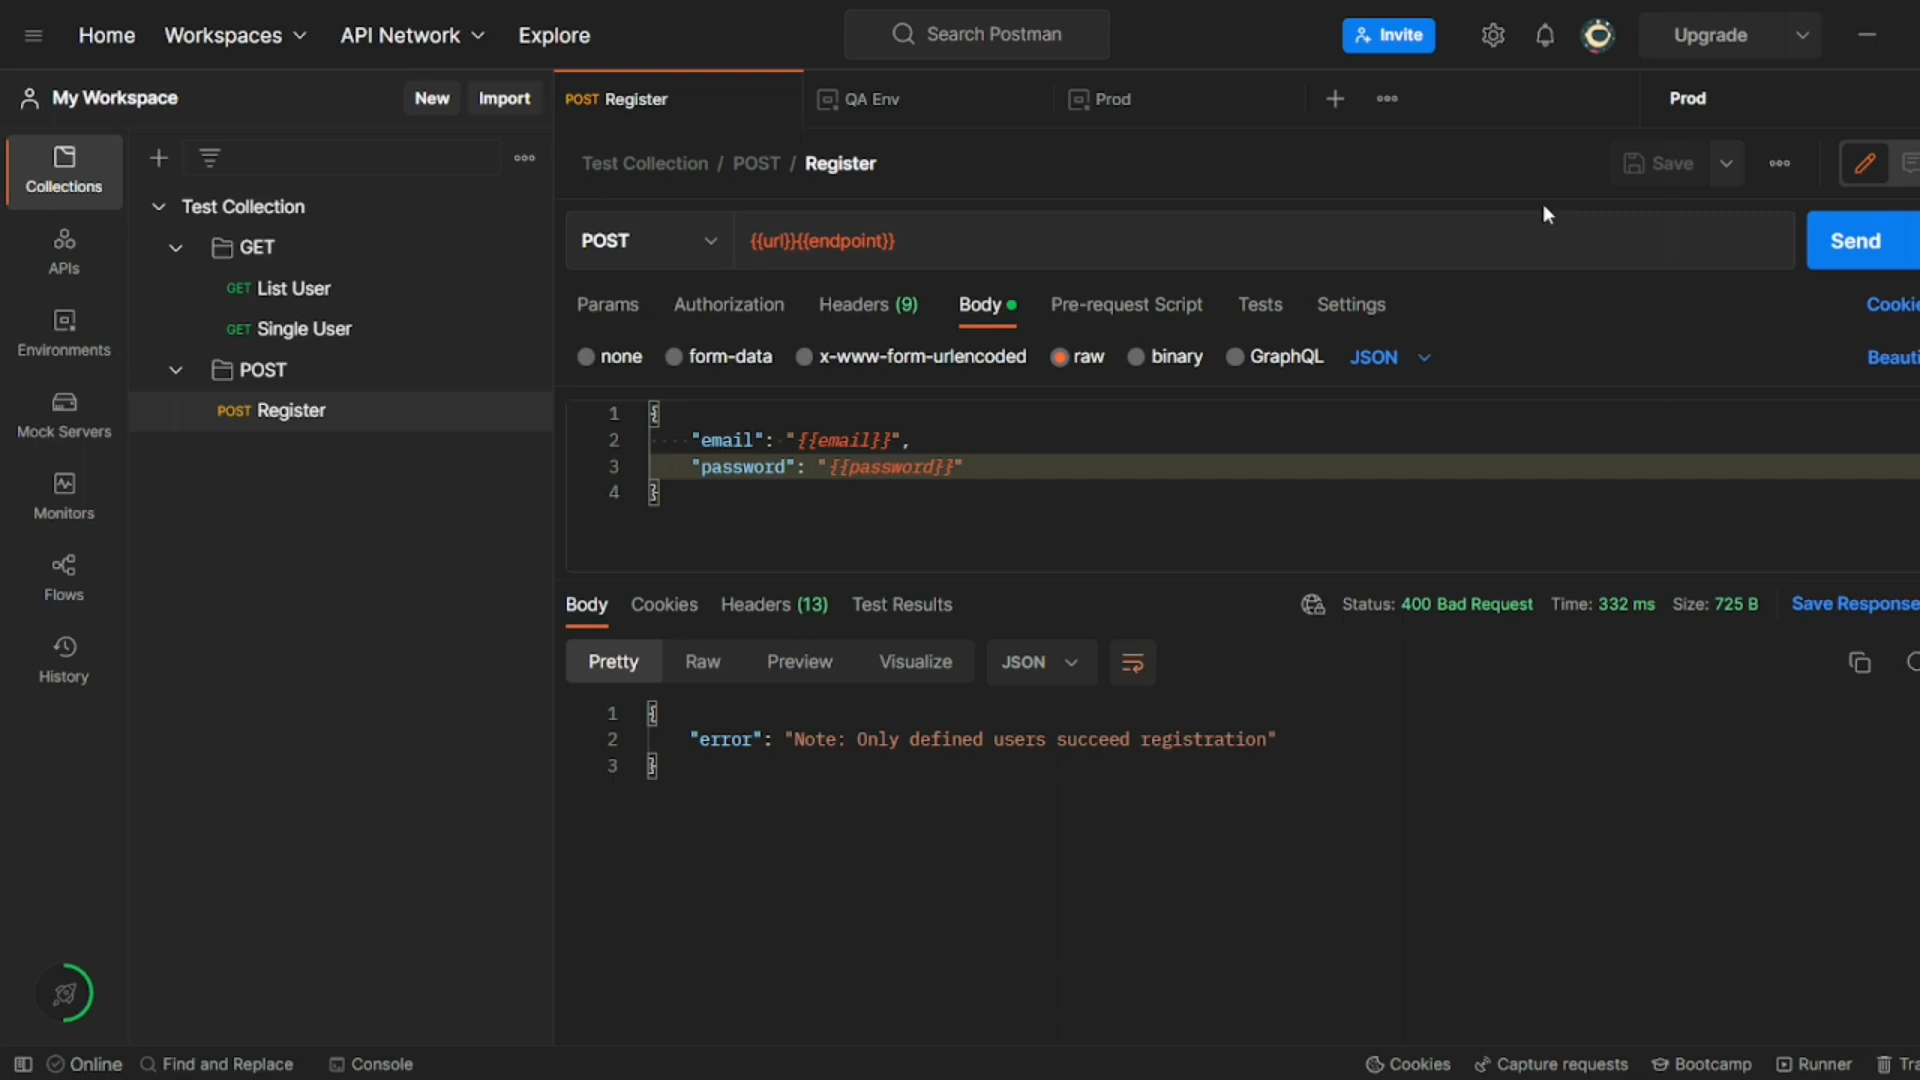 Home Workspaces API Network Explore Search Postman Invite Upgrade
My Workspace New Import POST Register QA Env Prod Prod
Collections
Test Collection / POST / Register Save
Test Collection
APIs
POST {{url}}{{endpoint}} Send
GET
GET List User
Params Authorization Headers (9) Body Pre-request Script Tests Settings Cookie
Environments
GET Single User
none form-data x-www-form-urlencoded raw binary GraphQL JSON Beauti
POST
POST Register
Mock Servers
1 {
2 "email": "{{email}}",
3 "password": "{{password}}"
4 }
Monitors
Flows
Body Cookies Headers (13) Test Results Status: 400 Bad Request Time: 332 ms Size: 725 B Save Response
History
Pretty Raw Preview Visualize JSON
1 {
2 "error": "Note: Only defined users succeed registration"
3 }
Online Find and Replace Console Cookies Capture requests Bootcamp Runner Tra